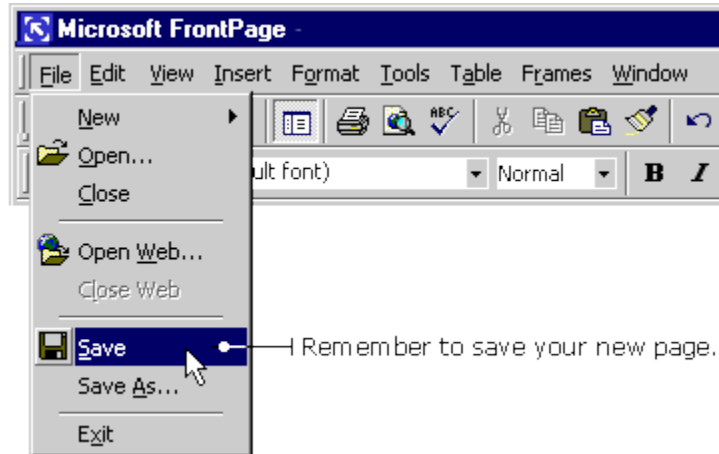 Microsoft FrontPage -
File Edit View Insert Format Tools Table Frames Window
New
ABC
Open...
ult font) Normal B I
Close
Open Web...
Close Web
Save Remember to save your new page.
Save As...
Exit